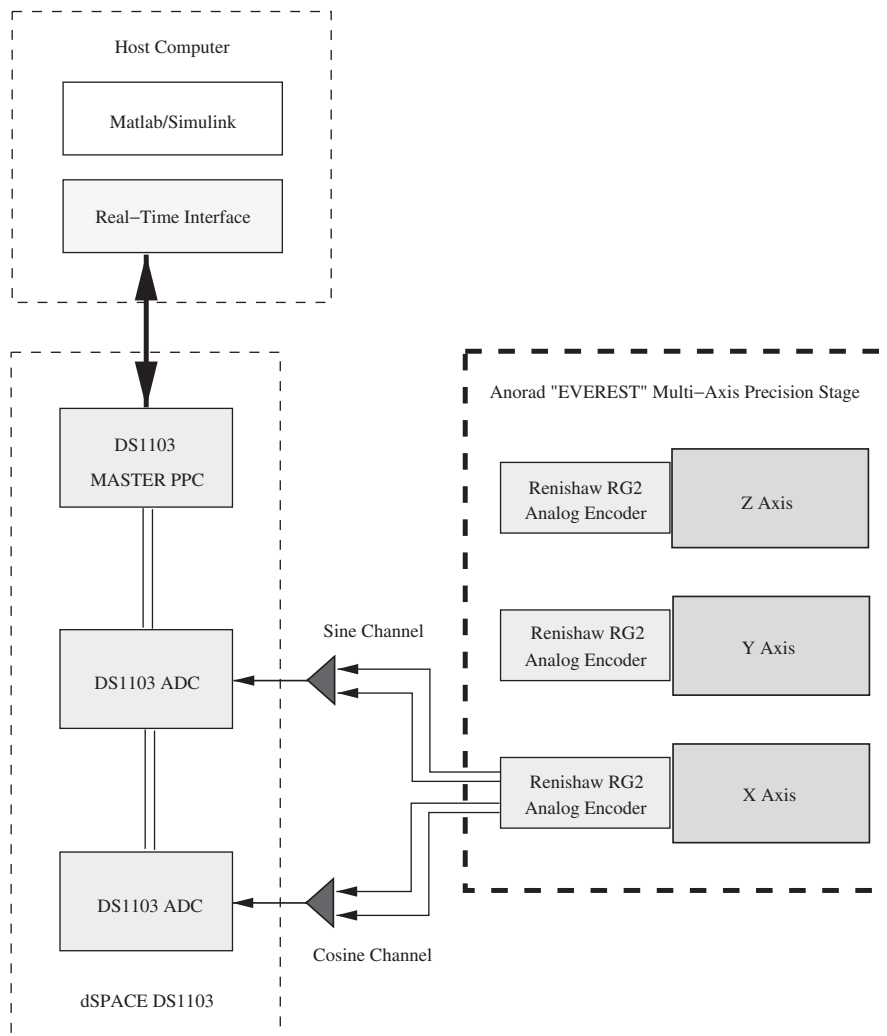 Host Computer
Matlab/Simulink
Real−Time Interface
DS1103
MASTER PPC
DS1103 ADC
DS1103 ADC
dSPACE DS1103
Sine Channel
Cosine Channel
Anorad "EVEREST" Multi−Axis Precision Stage
Renishaw RG2
Analog Encoder
Z Axis
Renishaw RG2
Analog Encoder
Y Axis
Renishaw RG2
Analog Encoder
X Axis